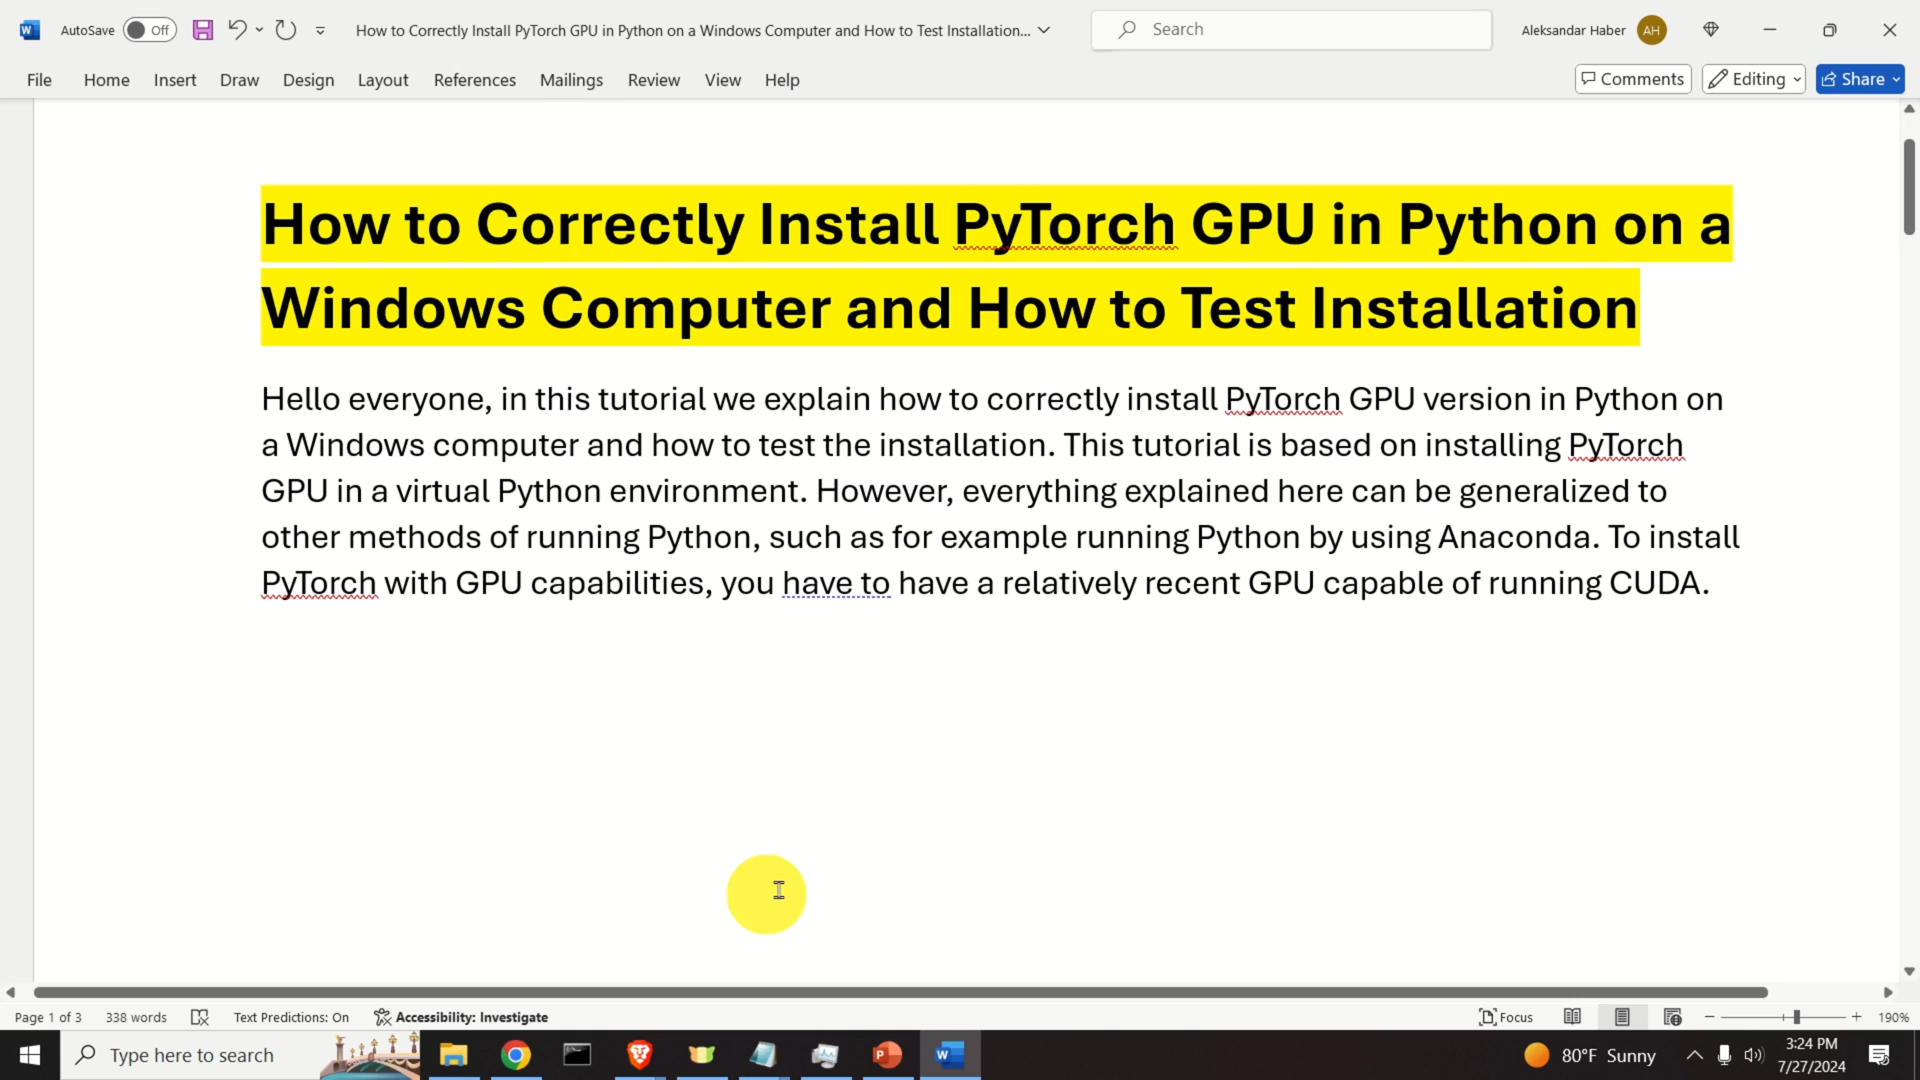 AutoSave Off How to Correctly Install PyTorch GPU in Python on a Windows Computer and How to Test Installation... Search Aleksandar Haber AH
File Home Insert Draw Design Layout References Mailings Review View Help Comments Editing Share
How to Correctly Install PyTorch GPU in Python on a
Windows Computer and How to Test Installation
Hello everyone, in this tutorial we explain how to correctly install PyTorch GPU version in Python on
a Windows computer and how to test the installation. This tutorial is based on installing PyTorch
GPU in a virtual Python environment. However, everything explained here can be generalized to
other methods of running Python, such as for example running Python by using Anaconda. To install
PyTorch with GPU capabilities, you have to have a relatively recent GPU capable of running CUDA.
Page 1 of 3 338 words Text Predictions: On Accessibility: Investigate Focus 190%
Type here to search 80°F Sunny 3:24 PM
7/27/2024